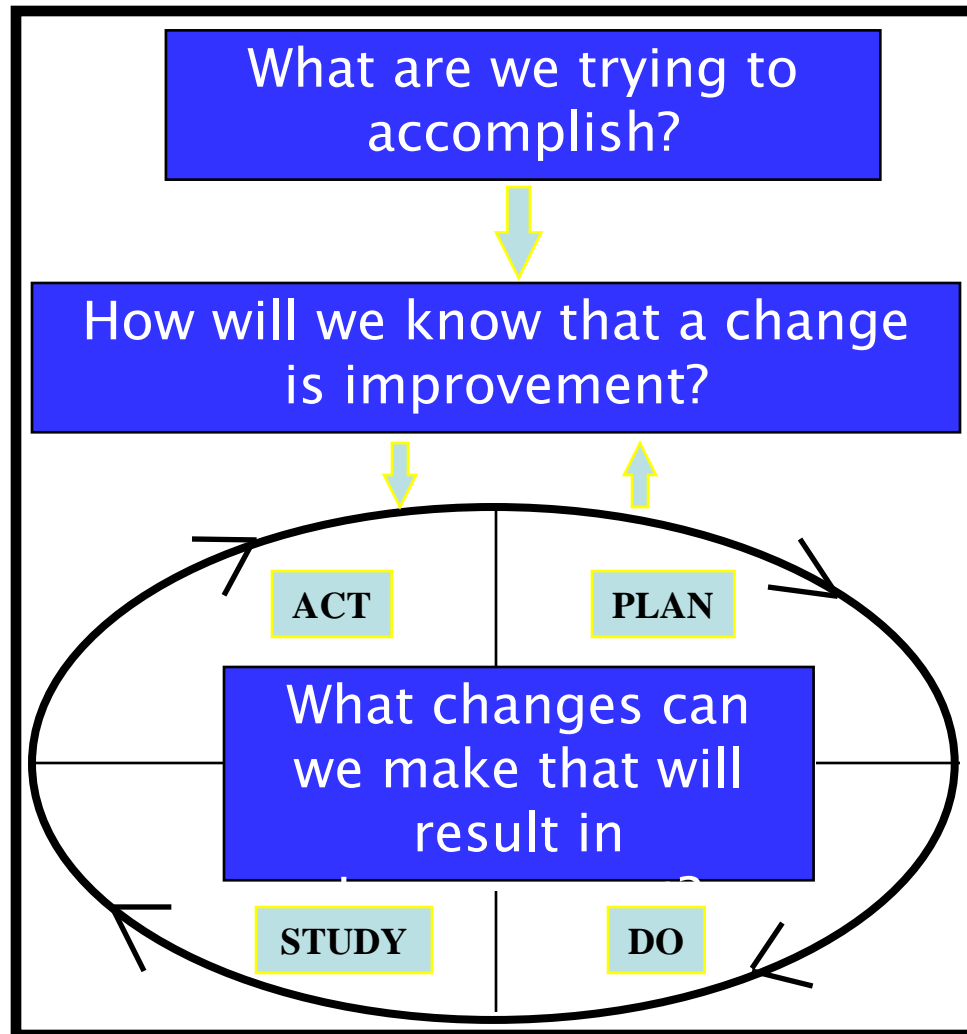 What are we trying to
accomplish?
How will we know that a change
is improvement?
ACT
PLAN
What changes can
we make that will
result in
STUDY
DO